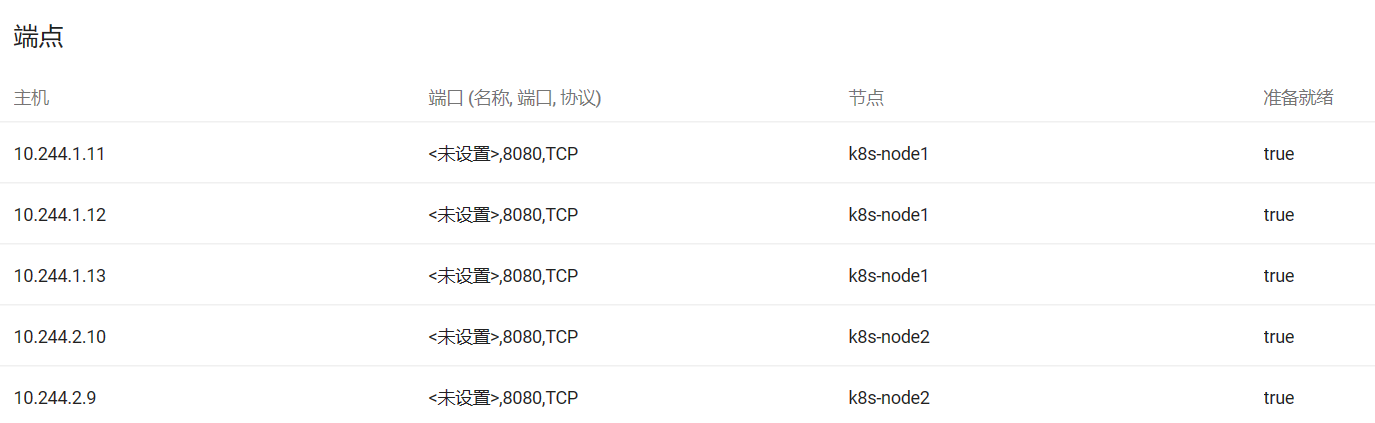 端点
主机 端口 (名称, 端口, 协议) 节点 准备就绪
10.244.1.11 <未设置>,8080,TCP k8s-node1 true
10.244.1.12 <未设置>,8080,TCP k8s-node1 true
10.244.1.13 <未设置>,8080,TCP k8s-node1 true
10.244.2.10 <未设置>,8080,TCP k8s-node2 true
10.244.2.9 <未设置>,8080,TCP k8s-node2 true